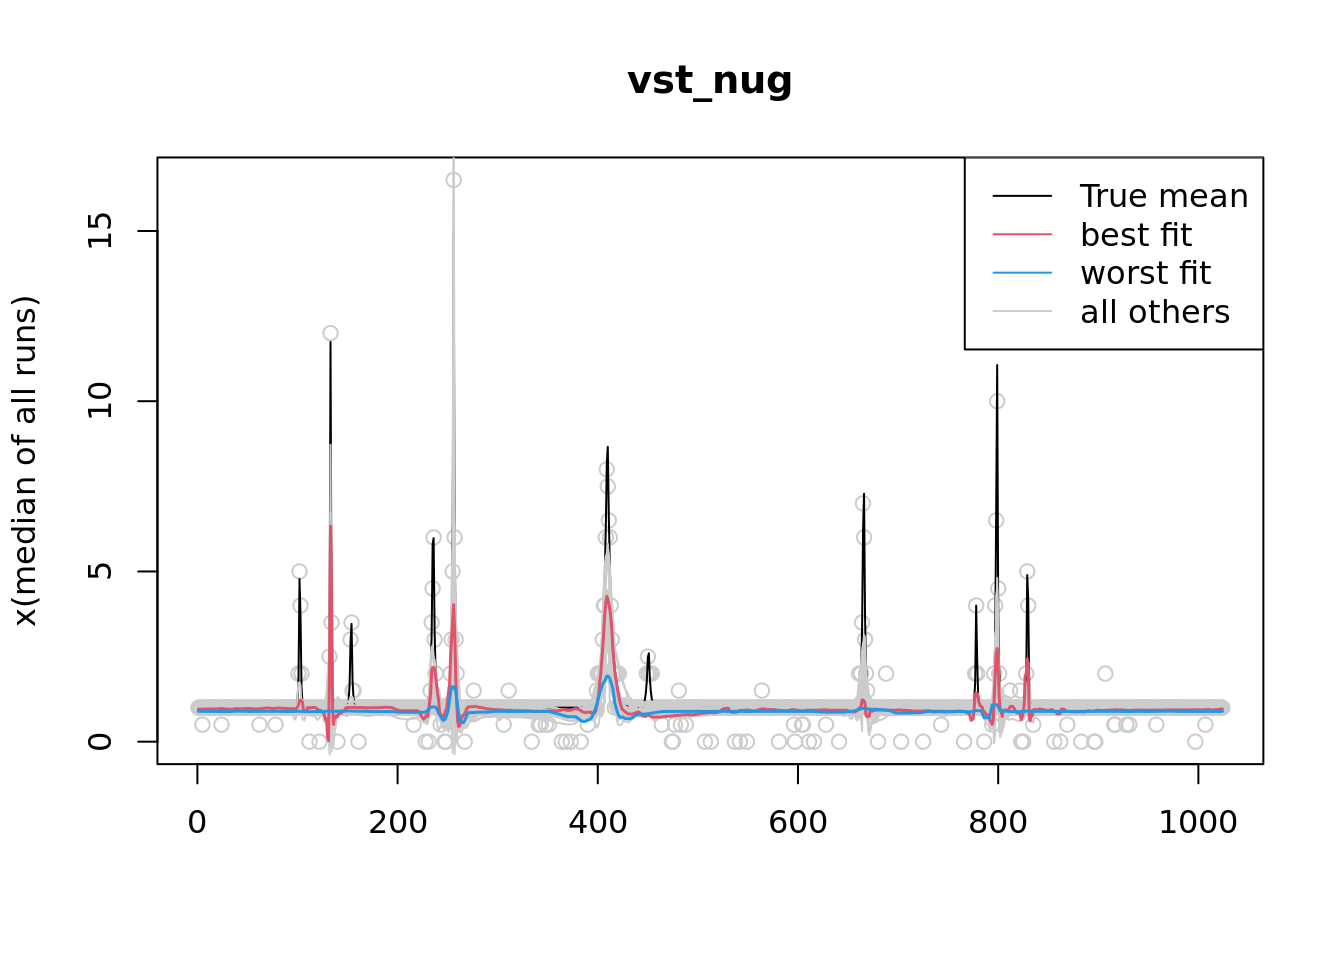 vst_nug
x(median of all runs)
15
10
5
0
0 200 400 600 800 1000
True mean
best fit
worst fit
all others